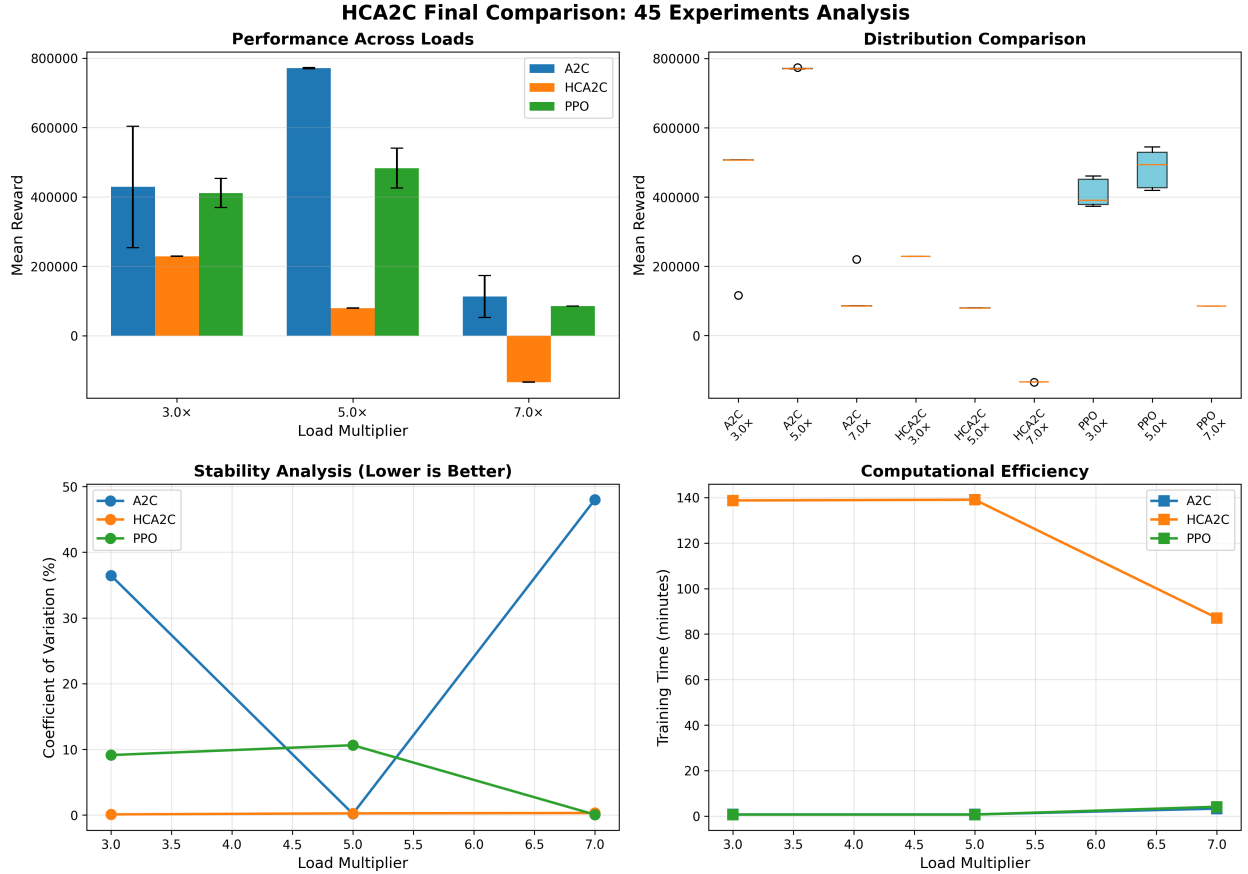 HCA2C Final Comparison: 45 Experiments Analysis
Performance Across Loads
Mean Reward
800000
600000
400000
200000
0
A2C
HCA2C
PPO
3.0×
5.0×
7.0×
Load Multiplier
Distribution Comparison
Mean Reward
800000
600000
400000
200000
0
A2C
3.0×
A2C
5.0×
A2C
7.0×
HCA2C
3.0×
HCA2C
5.0×
HCA2C
7.0×
PPO
3.0×
PPO
5.0×
PPO
7.0×
Stability Analysis (Lower is Better)
Coefficient of Variation (%)
50
40
30
20
10
0
A2C
HCA2C
PPO
3.0
3.5
4.0
4.5
5.0
5.5
6.0
6.5
7.0
Load Multiplier
Computational Efficiency
Training Time (minutes)
140
120
100
80
60
40
20
0
A2C
HCA2C
PPO
3.0
3.5
4.0
4.5
5.0
5.5
6.0
6.5
7.0
Load Multiplier